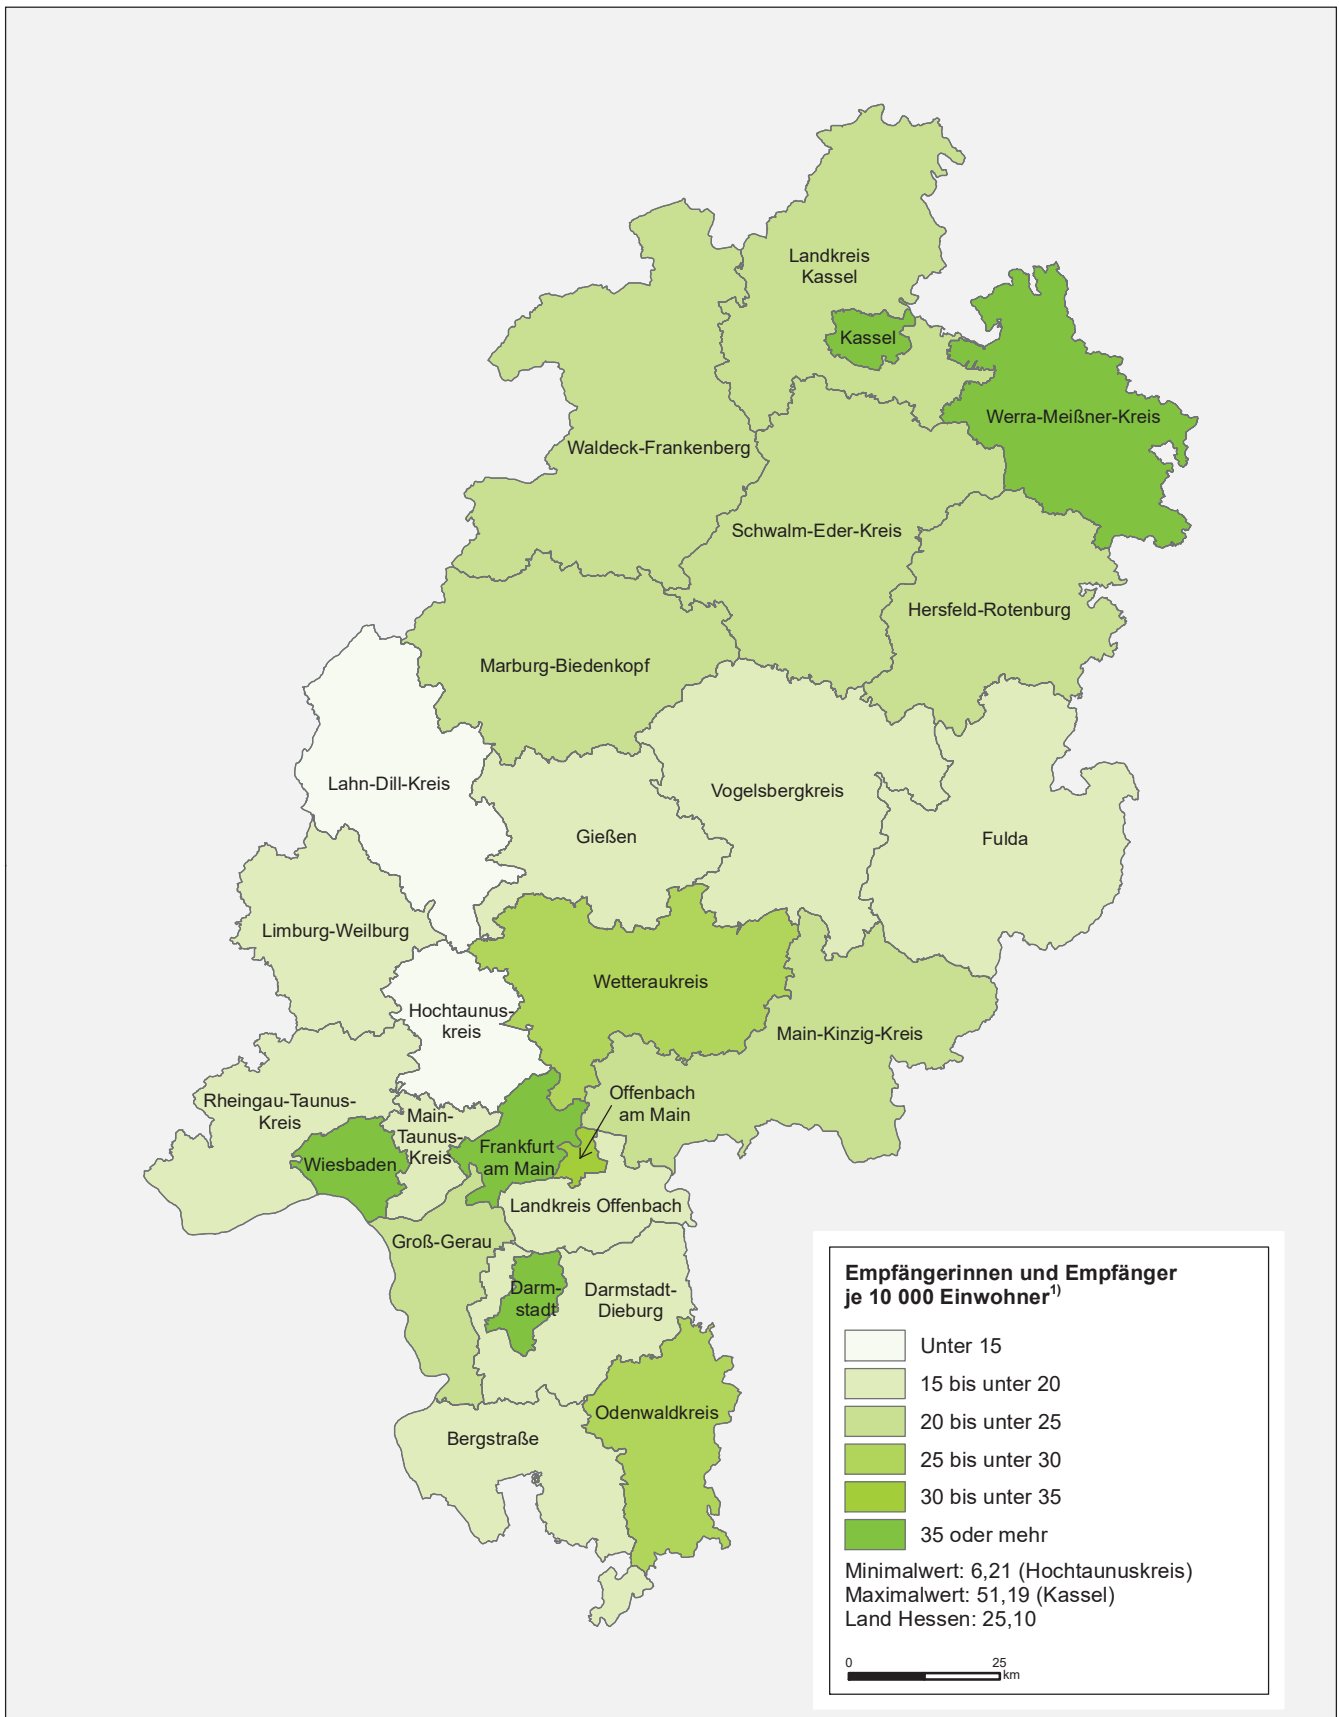 Landkreis
Kassel
Kassel
Werra-Meißner-Kreis
Waldeck-Frankenberg
Schwalm-Eder-Kreis
Hersfeld-Rotenburg
Marburg-Biedenkopf
Lahn-Dill-Kreis
Vogelsbergkreis
Gießen
Fulda
Limburg-Weilburg
Wetteraukreis
Hochtaunus-
kreis
Main-Kinzig-Kreis
Offenbach
am Main
Rheingau-Taunus-
Kreis
Main-
Taunus-
Kreis
Frankfurt
am Main
Wiesbaden
Landkreis Offenbach
Groß-Gerau
Darm-
stadt
Darmstadt-
Dieburg
Odenwaldkreis
Bergstraße
Empfängerinnen und Empfänger
je 10 000 Einwohner1)
Unter 15
15 bis unter 20
20 bis unter 25
25 bis unter 30
30 bis unter 35
35 oder mehr
Minimalwert: 6,21 (Hochtaunuskreis)
Maximalwert: 51,19 (Kassel)
Land Hessen: 25,10
0 25
km